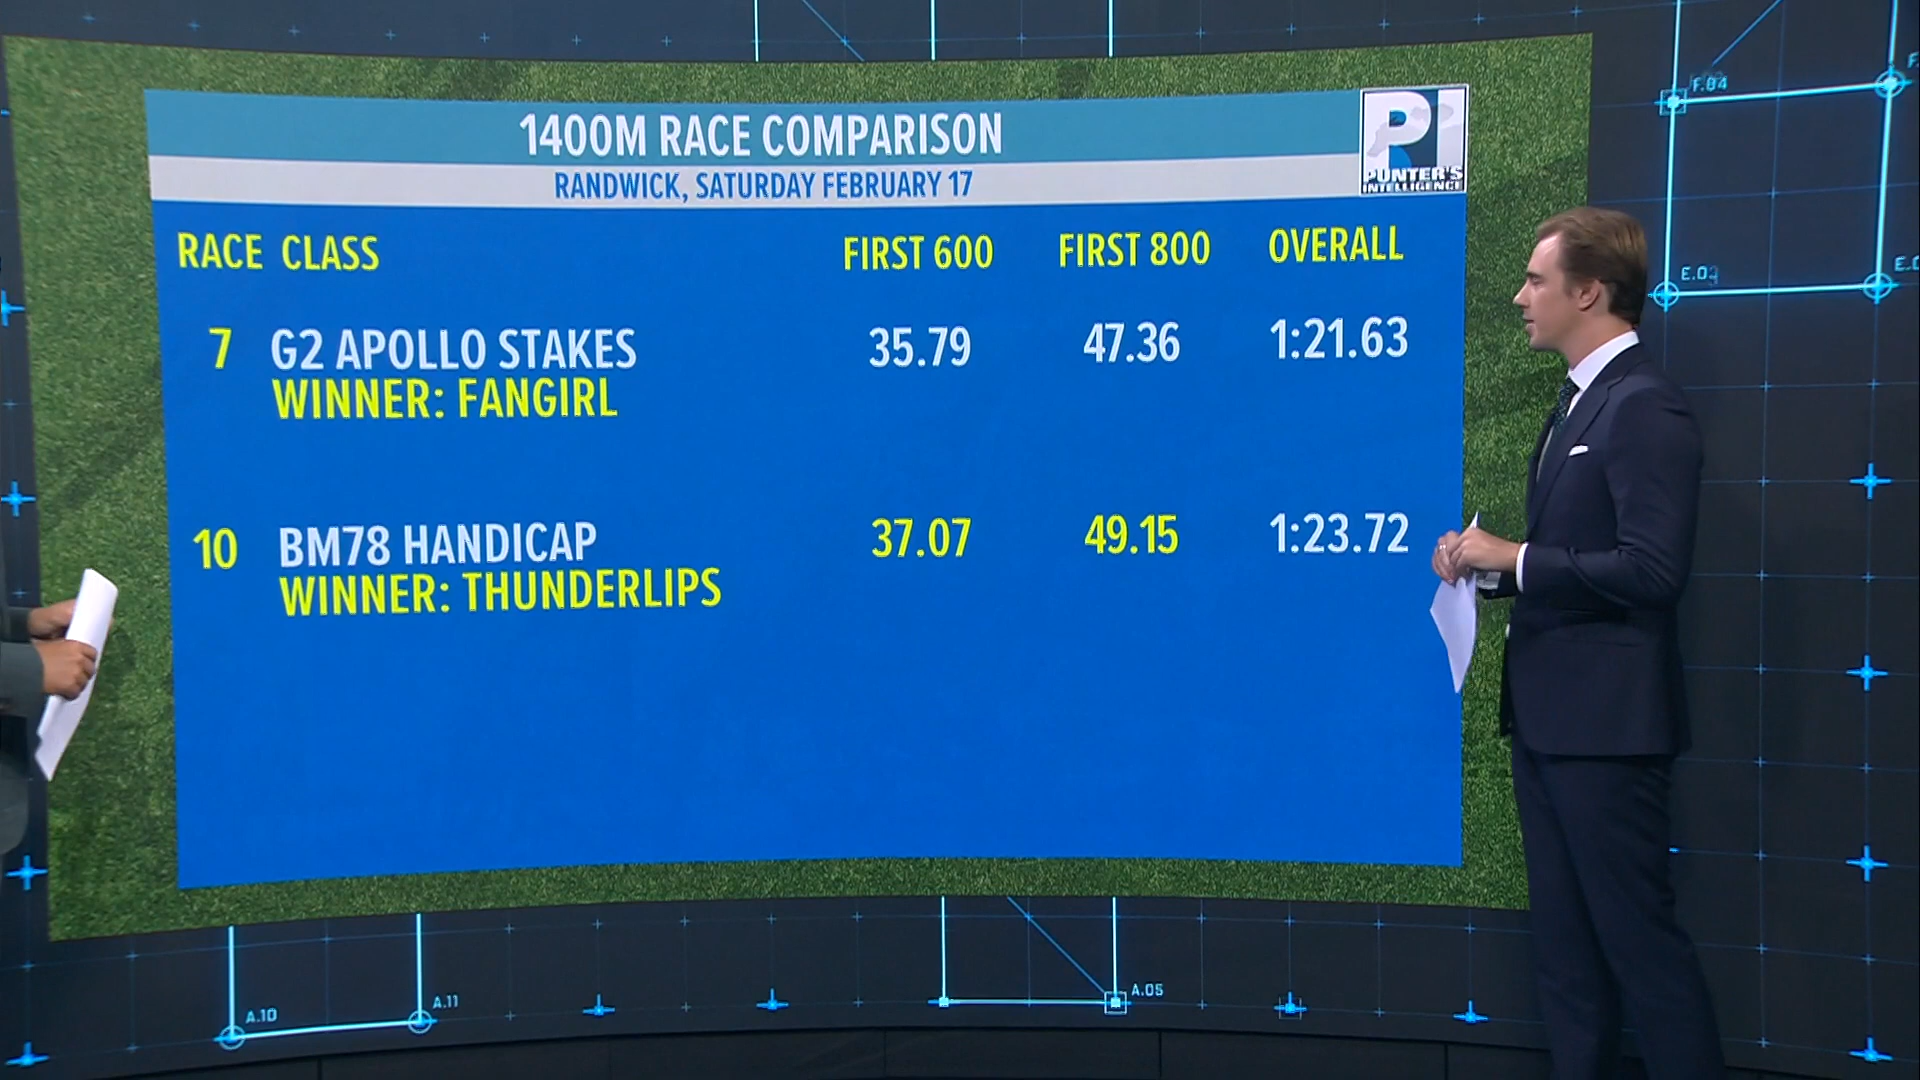 1400M RACE COMPARISON
RANDWICK, SATURDAY FEBRUARY 17
PI
PUNTER'S
INTELLIGENCE
RACE CLASS FIRST 600 FIRST 800 OVERALL
7 G2 APOLLO STAKES 35.79 47.36 1:21.63
WINNER: FANGIRL
10 BM78 HANDICAP 37.07 49.15 1:23.72
WINNER: THUNDERLIPS
F.04
A.10
A.11
A.05